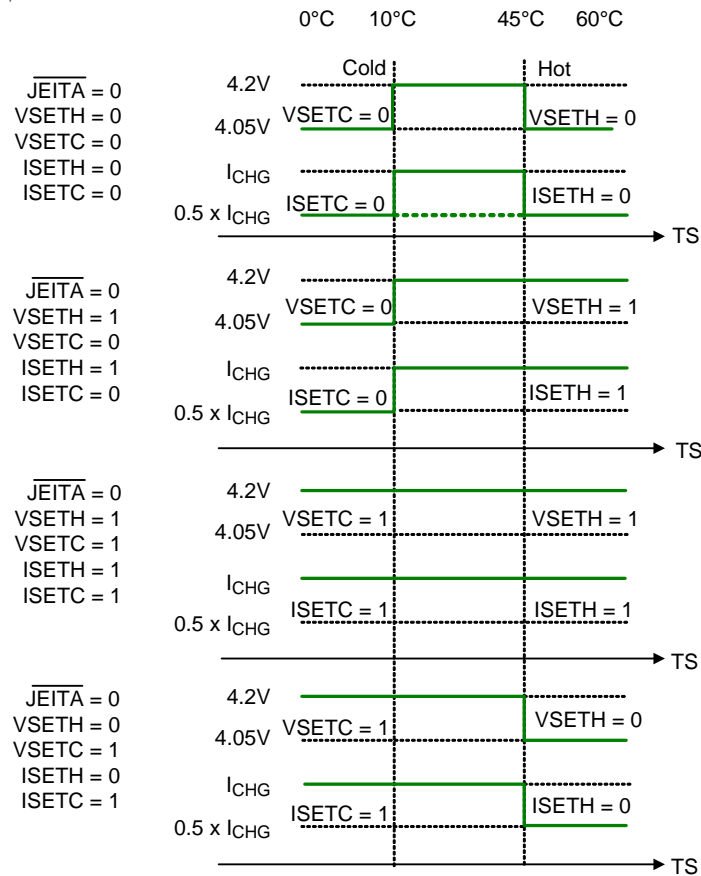 0°C 10°C 45°C 60°C
Cold Hot
JEITA = 0
VSETH = 0
VSETC = 0
ISETH = 0
ISETC = 0
4.2V
4.05V
VSETC = 0 VSETH = 0
ICHG
0.5 x ICHG
ISETC = 0 ISETH = 0
TS
JEITA = 0
VSETH = 1
VSETC = 0
ISETH = 1
ISETC = 0
4.2V
4.05V
VSETC = 0 VSETH = 1
ICHG
0.5 x ICHG
ISETC = 0 ISETH = 1
TS
JEITA = 0
VSETH = 1
VSETC = 1
ISETH = 1
ISETC = 1
4.2V
4.05V
VSETC = 1 VSETH = 1
ICHG
0.5 x ICHG
ISETC = 1 ISETH = 1
TS
JEITA = 0
VSETH = 0
VSETC = 1
ISETH = 0
ISETC = 1
4.2V
4.05V
VSETC = 1 VSETH = 0
ICHG
0.5 x ICHG
ISETC = 1 ISETH = 0
TS